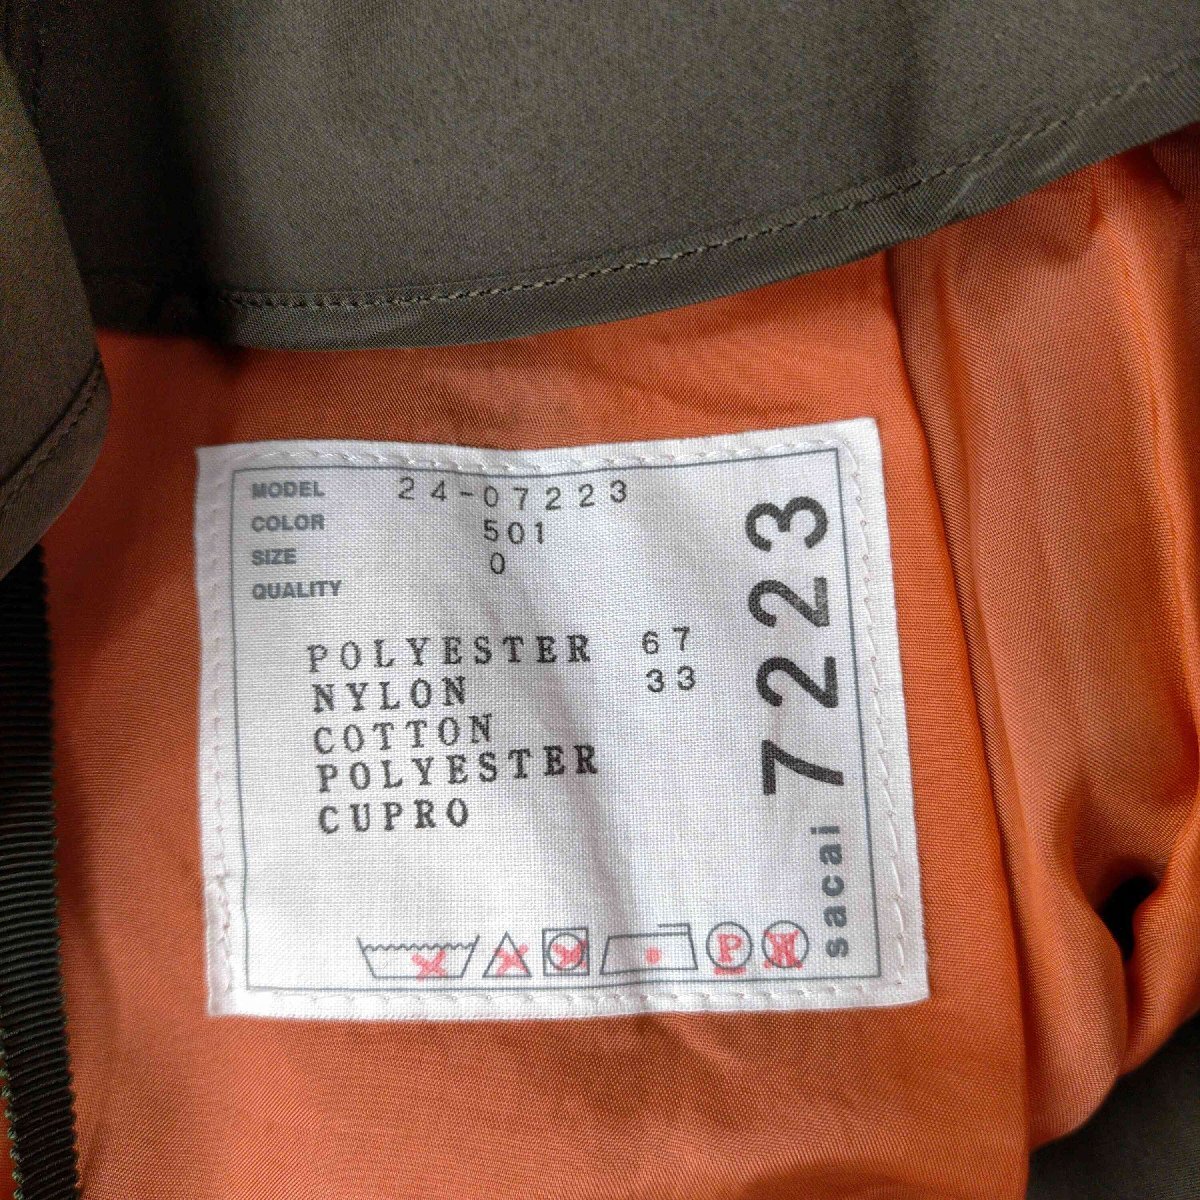 MODEL 24-07223
COLOR 501
SIZE 0
QUALITY
POLYESTER 67
NYLON 33
COTTON
POLYESTER
CUPRO
P W
sacai 7223